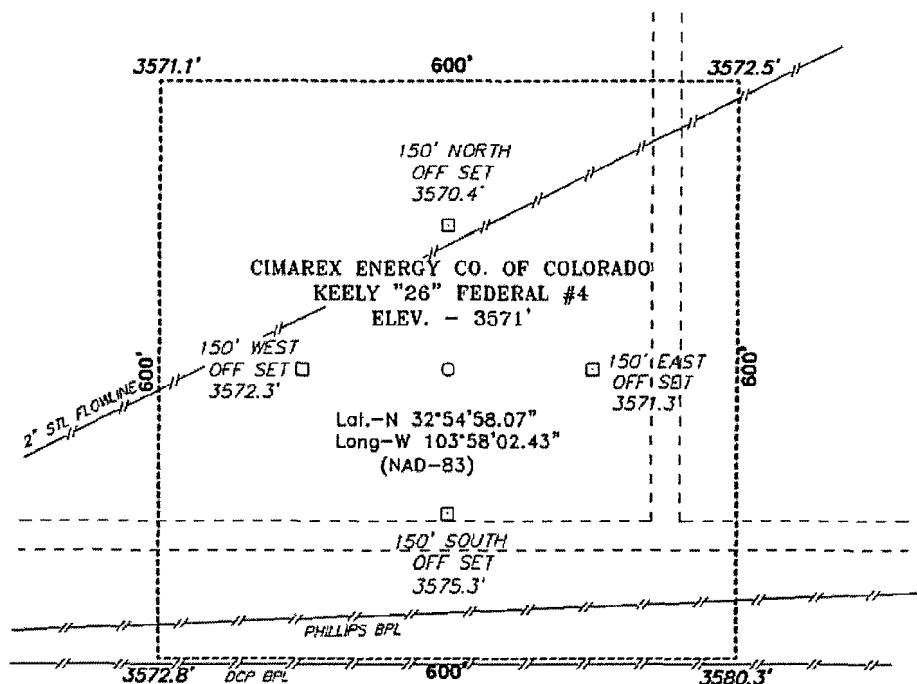 3571.1'
600'
3572.5'
150' NORTH
OFF SET
3570.4'
CIMAREX ENERGY CO. OF COLORADO
KEELY "26" FEDERAL #4
ELEV. - 3571'
150' WEST
OFF SET
3572.3'
150' EAST
OFF SET
3571.3'
600'
600'
2" STL FLOWLINE
Lat.-N 32°54'58.07"
Long-W 103°58'02.43"
(NAD-83)
150' SOUTH
OFF SET
3575.3'
PHILLIPS BPL
3572.8'
DCP BPL
600'
3580.3'